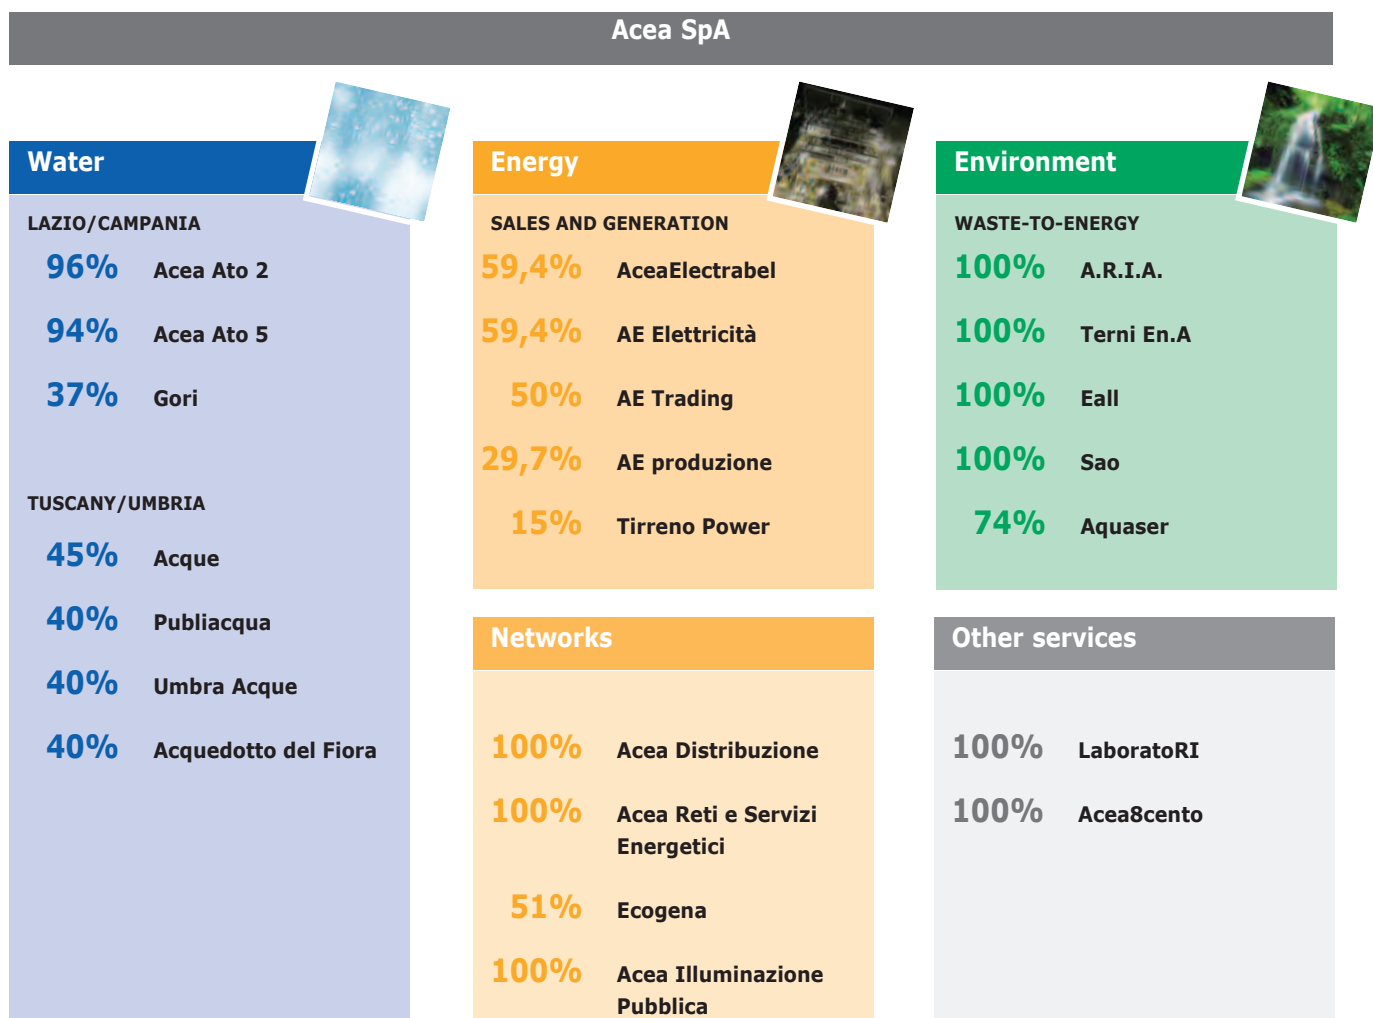 Acea SpA
Water
LAZIO/CAMPANIA
96% Acea Ato 2
94% Acea Ato 5
37% Gori
TUSCANY/UMBRIA
45% Acque
40% Publiacqua
40% Umbra Acque
40% Acquedotto del Fiora
Energy
SALES AND GENERATION
59,4% AceaElectrabel
59,4% AE Elettricità
50% AE Trading
29,7% AE produzione
15% Tirreno Power
Networks
100% Acea Distribuzione
100% Acea Reti e Servizi
Energetici
51% Ecogena
100% Acea Illuminazione
Pubblica
Environment
WASTE-TO-ENERGY
100% A.R.I.A.
100% Terni En.A
100% Eall
100% Sao
74% Aquaser
Other services
100% LaboratoRI
100% Acea8cento